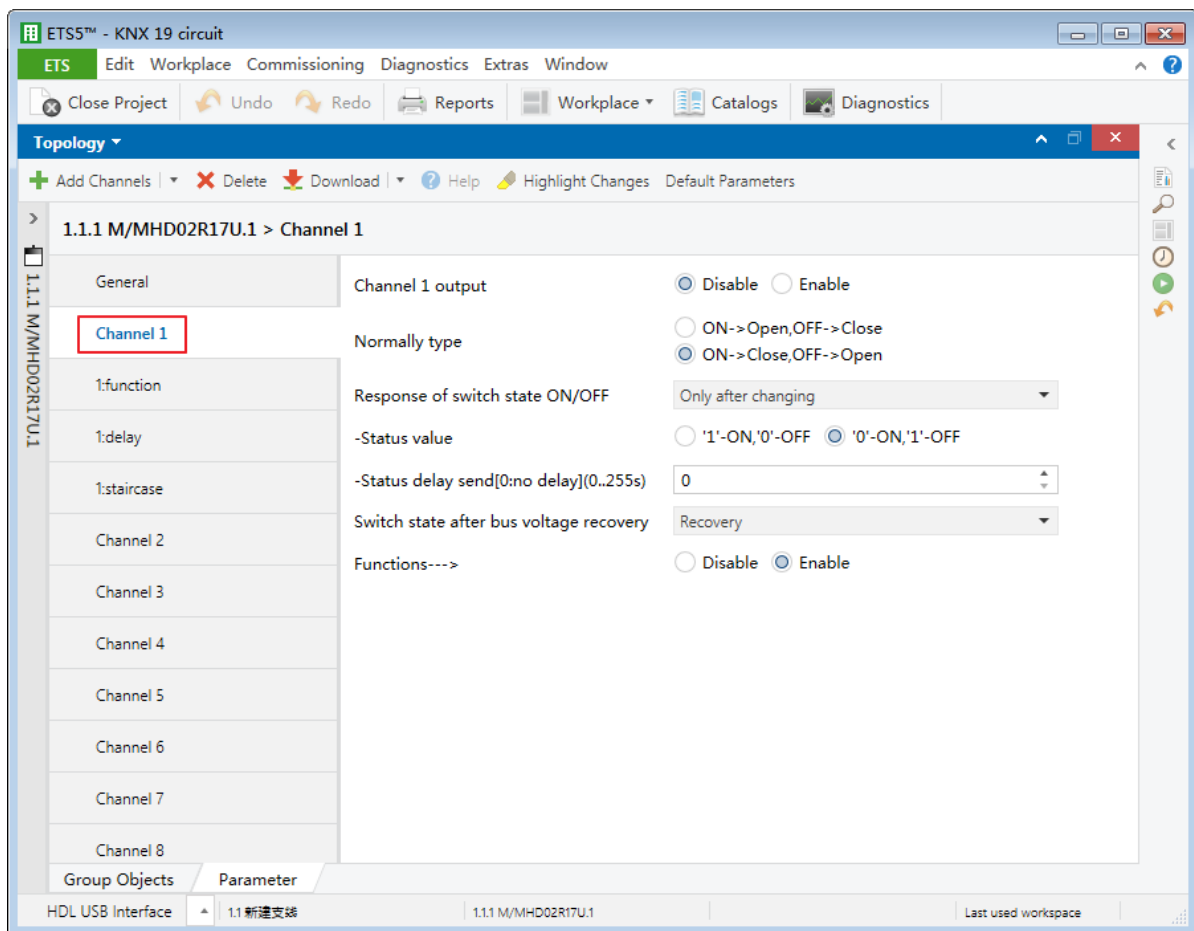 ETS5™ - KNX 19 circuit
ETS Edit Workplace Commissioning Diagnostics Extras Window
Close Project Undo Redo Reports Workplace Catalogs Diagnostics
Topology
Add Channels Delete Download Help Highlight Changes Default Parameters
1.1.1 M/MHD02R17U.1 > Channel 1
1.1.1 M/MHD02R17U.1
General
Channel 1
1:function
1:delay
1:staircase
Channel 2
Channel 3
Channel 4
Channel 5
Channel 6
Channel 7
Channel 8
Channel 1 output Disable Enable
Normally type ON->Open,OFF->Close
ON->Close,OFF->Open
Response of switch state ON/OFF Only after changing
-Status value '1'-ON,'0'-OFF '0'-ON,'1'-OFF
-Status delay send[0:no delay](0..255s) 0
Switch state after bus voltage recovery Recovery
Functions---> Disable Enable
Group Objects Parameter
HDL USB Interface 1.1 新建支线 1.1.1 M/MHD02R17U.1 Last used workspace